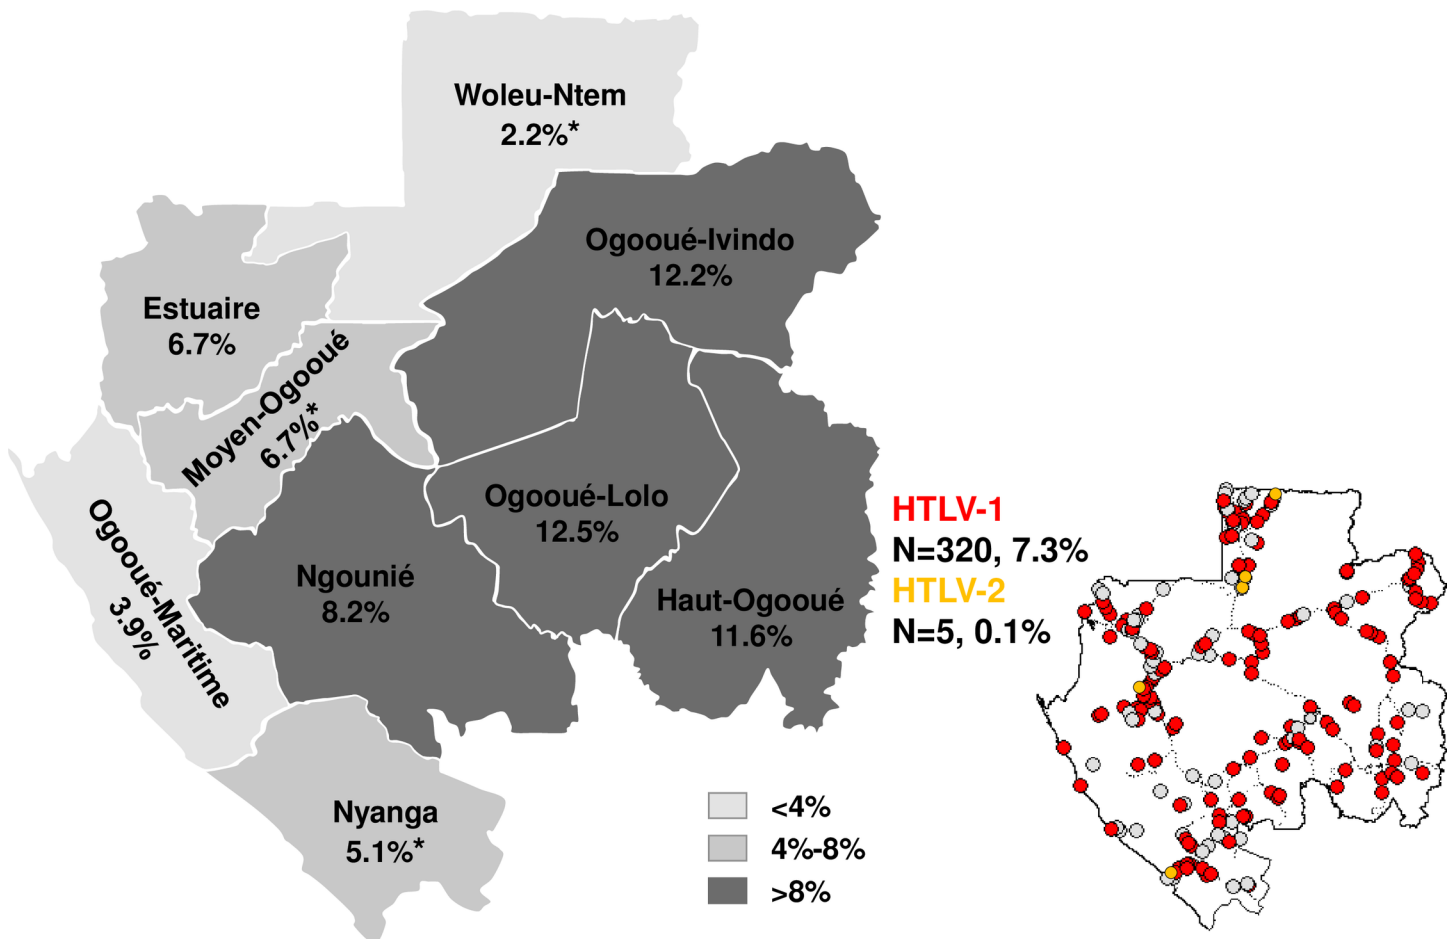 Woleu-Ntem
2.2%*
Ogooué-Ivindo
12.2%
Estuaire
6.7%
Moyen-Ogooué
6.7%*
Ogooué-Lolo
12.5%
Ogooué-Maritime
3.9%
Ngounié
8.2%
Haut-Ogooué
11.6%
Nyanga
5.1%*
<4%
4%-8%
>8%
HTLV-1
N=320, 7.3%
HTLV-2
N=5, 0.1%